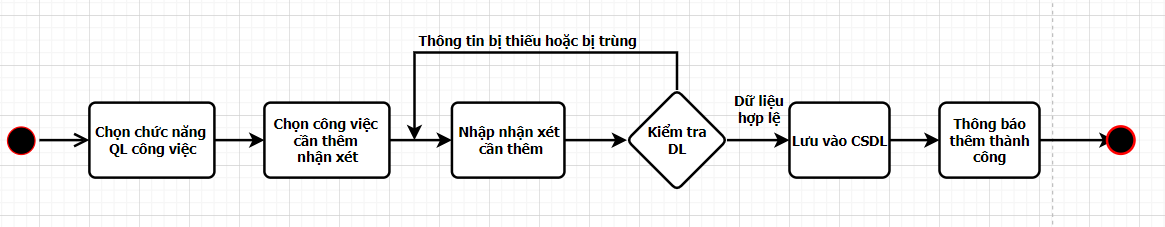 Thông tin bị thiếu hoặc bị trùng
Chọn chức năng
QL công việc
Chọn công việc
cần thêm
nhận xét
Nhập nhận xét
cần thêm
Kiểm tra
DL
Dữ liệu
hợp lệ
Lưu vào CSDL
Thông báo
thêm thành
công